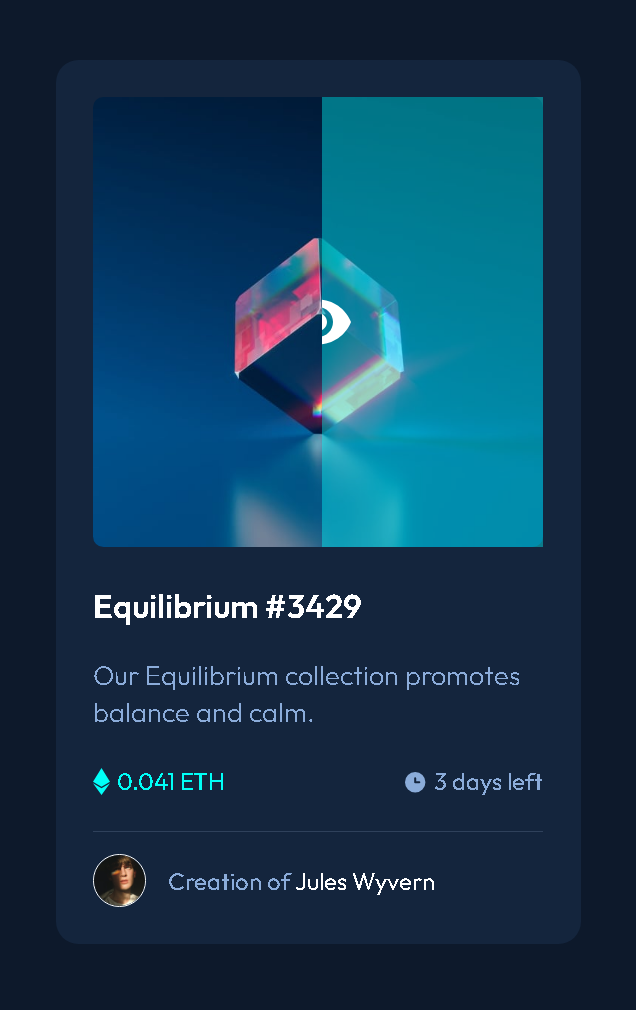 Equilibrium #3429
Our Equilibrium collection promotes
balance and calm.
0.041 ETH
3 days left
Creation of Jules Wyvern